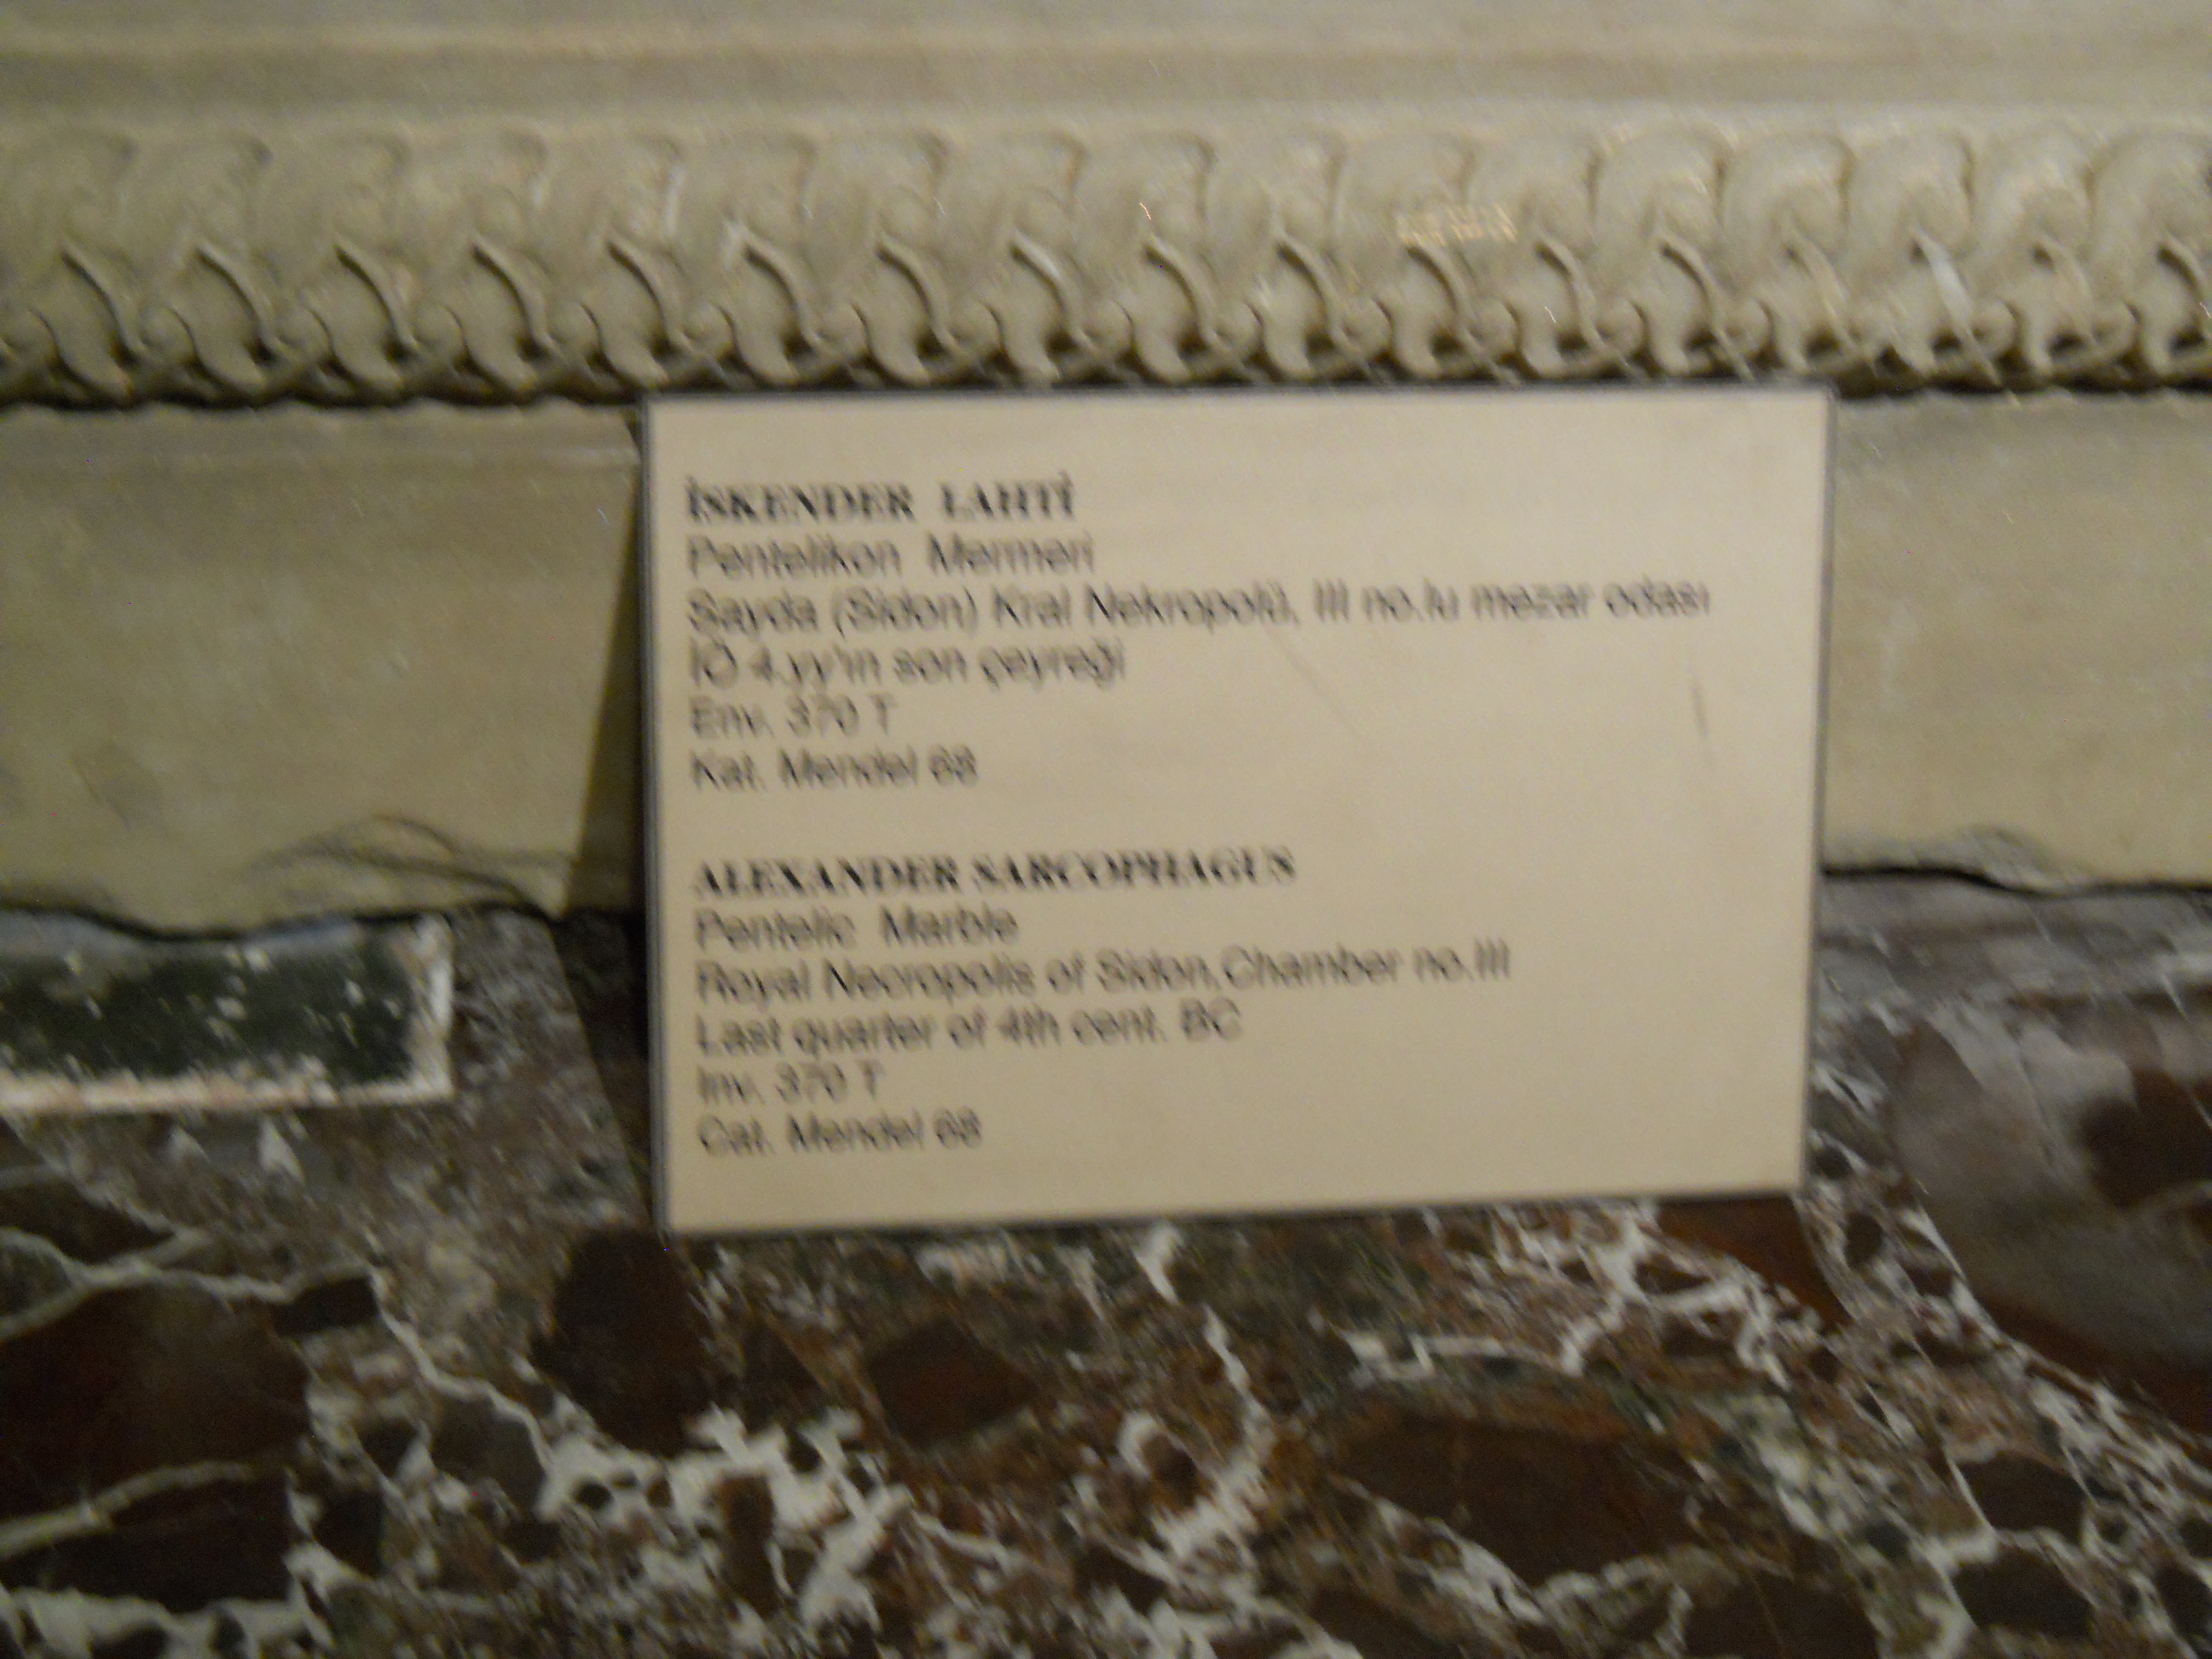 İSKENDER LAHTİ
Pentelikon Mermeri
Sayda (Sidon) Kral Nekropolü, III no.lu mezar odası
İÖ 4.yy'ın son çeyreği
Env. 370 T
Kat. Mendel 68
ALEXANDER SARCOPHAGUS
Pentelic Marble
Royal Necropolis of Sidon,Chamber no.III
Last quarter of 4th cent. BC
Inv. 370 T
Cat. Mendel 68